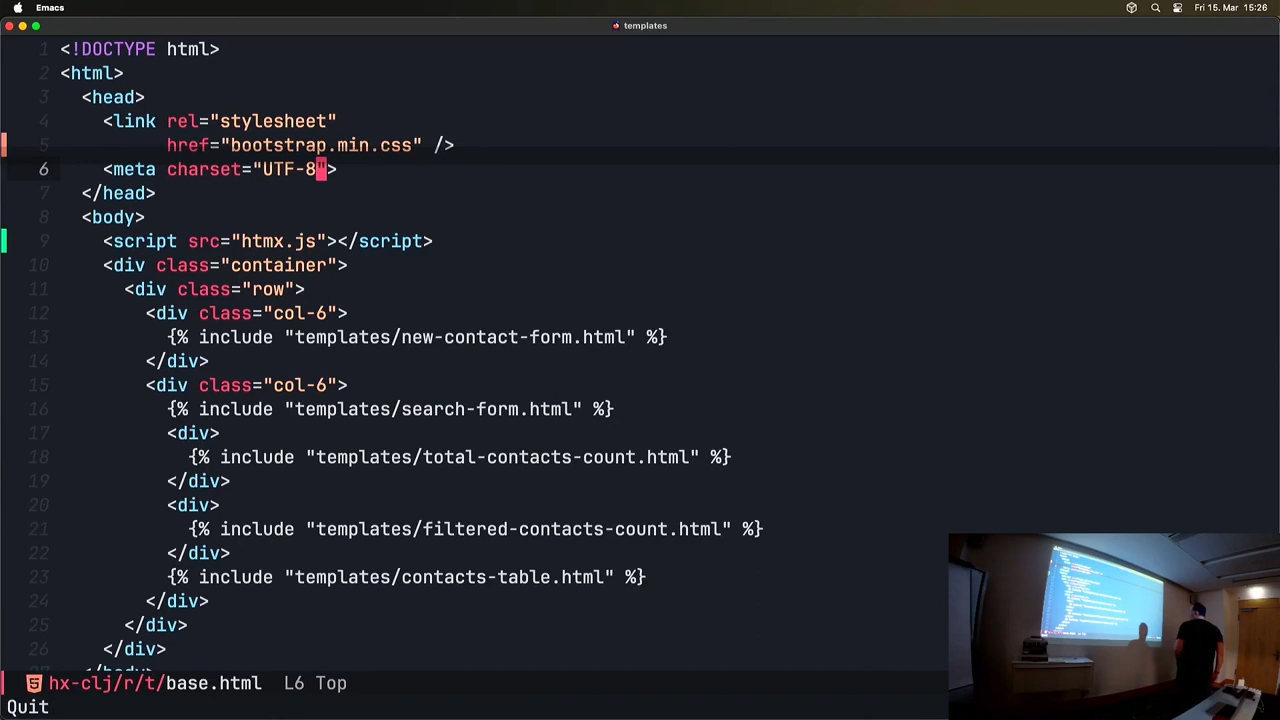 Emacs
Fri 15. Mar 15:26
templates
1 <!DOCTYPE html>
2 <html>
3 <head>
4 <link rel="stylesheet"
5 href="bootstrap.min.css" />
6 <meta charset="UTF-8">
7 </head>
8 <body>
9 <script src="htmx.js"></script>
10 <div class="container">
11 <div class="row">
12 <div class="col-6">
13 {% include "templates/new-contact-form.html" %}
14 </div>
15 <div class="col-6">
16 {% include "templates/search-form.html" %}
17 <div>
18 {% include "templates/total-contacts-count.html" %}
19 </div>
20 <div>
21 {% include "templates/filtered-contacts-count.html" %}
22 </div>
23 {% include "templates/contacts-table.html" %}
24 </div>
25 </div>
26 </div>
27 </body>
hx-clj/r/t/base.html L6 Top
Quit